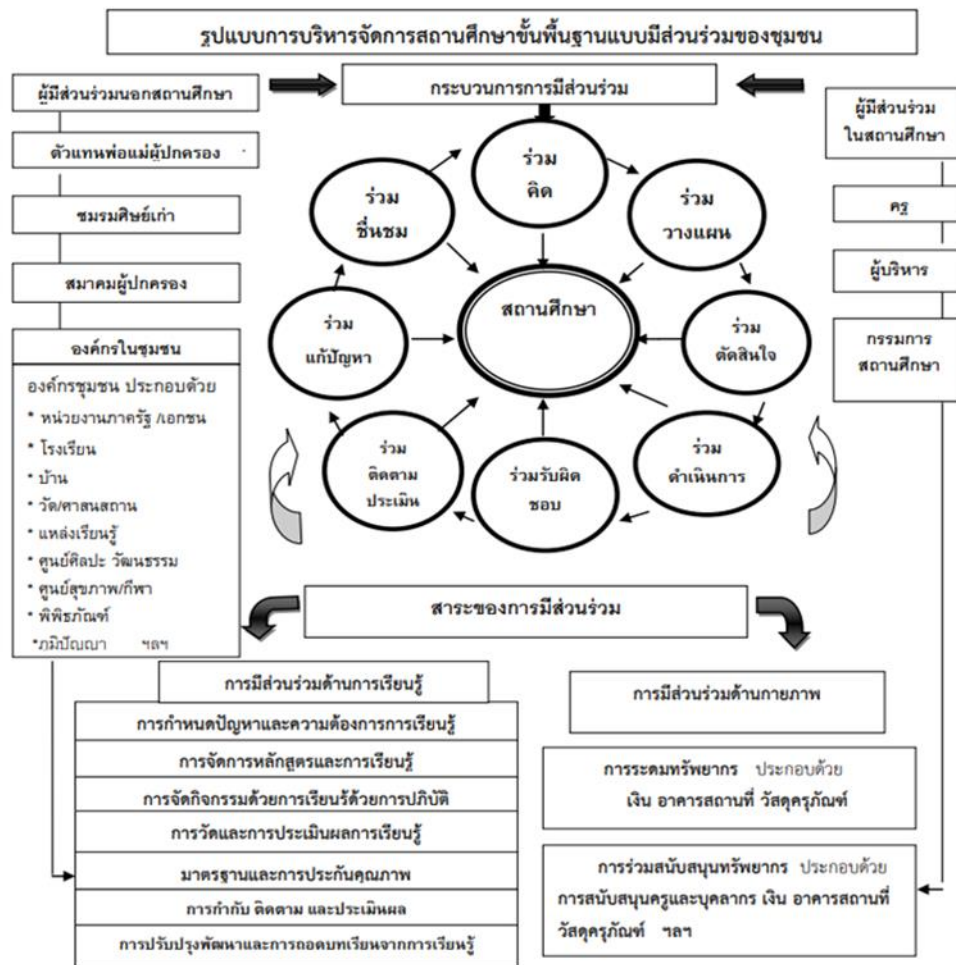 รูปแบบการบริหารจัดการสถานศึกษาขั้นพื้นฐานแบบมีส่วนร่วมของชุมชน
ผู้มีส่วนร่วมนอกสถานศึกษา
ตัวแทนพ่อแม่ผู้ปกครอง
ชมรมศิษย์เก่า
สมาคมผู้ปกครอง
องค์กรในชุมชน
องค์กรชุมชน ประกอบด้วย
* หน่วยงานภาครัฐ /เอกชน
* โรงเรียน
* บ้าน
* วัด/ศาสนสถาน
* แหล่งเรียนรู้
* ศูนย์ศิลปะ วัฒนธรรม
* ศูนย์สุขภาพ/กีฬา
* พิพิธภัณฑ์
*ภูมิปัญญา ฯลฯ
กระบวนการการมีส่วนร่วม
ร่วม
คิด
ร่วม
วางแผน
ร่วม
ตัดสินใจ
ร่วม
ดำเนินการ
ร่วมรับผิด
ชอบ
ร่วม
ติดตาม
ประเมิน
ร่วม
แก้ปัญหา
ร่วม
ชื่นชม
สถานศึกษา
ผู้มีส่วนร่วม
ในสถานศึกษา
ครู
ผู้บริหาร
กรรมการ
สถานศึกษา
สาระของการมีส่วนร่วม
การมีส่วนร่วมด้านการเรียนรู้
การกำหนดปัญหาและความต้องการการเรียนรู้
การจัดการหลักสูตรและการเรียนรู้
การจัดกิจกรรมด้วยการเรียนรู้ด้วยการปฏิบัติ
การวัดและการประเมินผลการเรียนรู้
มาตรฐานและการประกันคุณภาพ
การกำกับ ติดตาม และประเมินผล
การปรับปรุงพัฒนาและการถอดบทเรียนจากการเรียนรู้
การมีส่วนร่วมด้านกายภาพ
การระดมทรัพยากร ประกอบด้วย
เงิน อาคารสถานที่ วัสดุครุภัณฑ์
การร่วมสนับสนุนทรัพยากร ประกอบด้วย
การสนับสนุนครูและบุคลากร เงิน อาคารสถานที่
วัสดุครุภัณฑ์ ฯลฯ